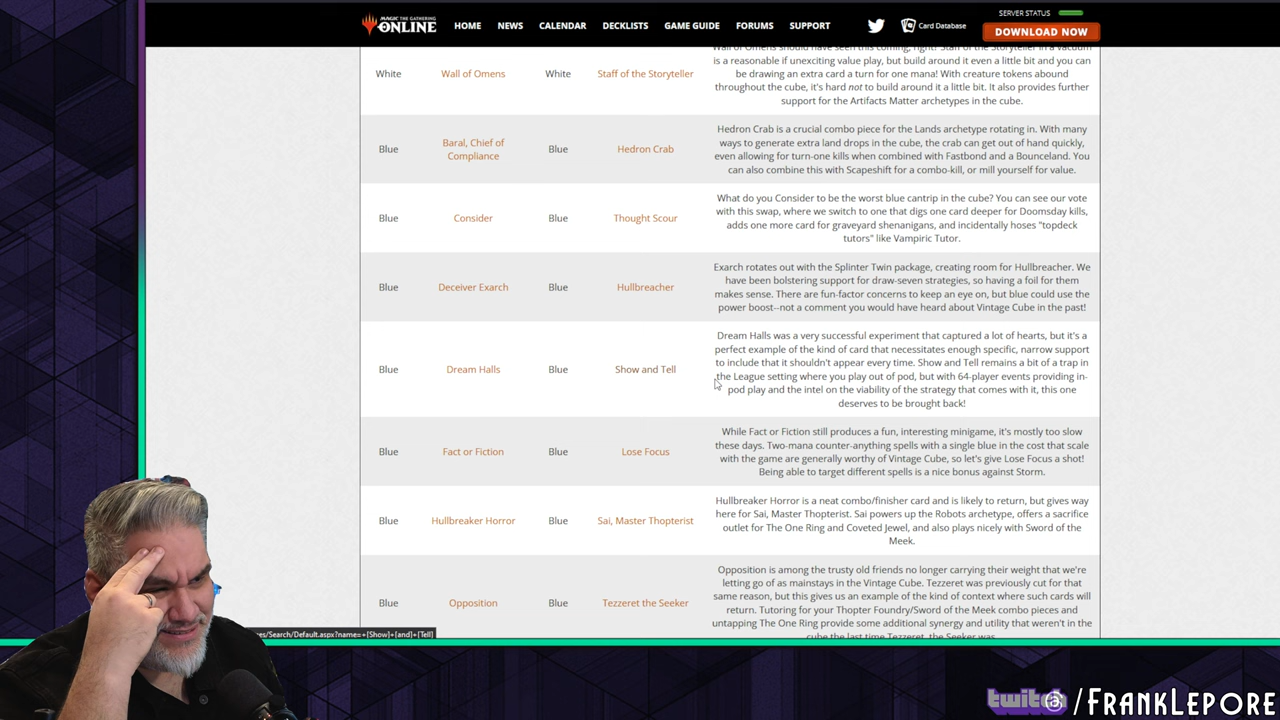 MAGIC THE GATHERING
ONLINE
HOME
NEWS
CALENDAR
DECKLISTS
GAME GUIDE
FORUMS
SUPPORT
Card Database
SERVER STATUS
DOWNLOAD NOW
White
Wall of Omens
White
Staff of the Storyteller
Wall of Omens should have seen this coming, right? Staff of the Storyteller in a vacuum
is a reasonable if unexciting value play, but build around it even a little bit and you can
be drawing an extra card a turn for one mana! With creature tokens abound
throughout the cube, it's hard not to build around it a little bit. It also provides further
support for the Artifacts Matter archetypes in the cube.
Blue
Baral, Chief of
Compliance
Blue
Hedron Crab
Hedron Crab is a crucial combo piece for the Lands archetype rotating in. With many
ways to generate extra land drops in the cube, the crab can get out of hand quickly,
even allowing for turn-one kills when combined with Fastbond and a Bounceland. You
can also combine this with Scapeshift for a combo-kill, or mill yourself for value.
Blue
Consider
Blue
Thought Scour
What do you Consider to be the worst blue cantrip in the cube? You can see our vote
with this swap, where we switch to one that digs one card deeper for Doomsday kills,
adds one more card for graveyard shenanigans, and incidentally hoses "topdeck
tutors" like Vampiric Tutor.
Blue
Deceiver Exarch
Blue
Hullbreacher
Exarch rotates out with the Splinter Twin package, creating room for Hullbreacher. We
have been bolstering support for draw-seven strategies, so having a foil for them
makes sense. There are fun-factor concerns to keep an eye on, but blue could use the
power boost--not a comment you would have heard about Vintage Cube in the past!
Blue
Dream Halls
Blue
Show and Tell
Dream Halls was a very successful experiment that captured a lot of hearts, but it's a
perfect example of the kind of card that necessitates enough specific, narrow support
to include that it shouldn't appear every time. Show and Tell remains a bit of a trap in
the League setting where you play out of pod, but with 64-player events providing in-
pod play and the intel on the viability of the strategy that comes with it, this one
deserves to be brought back!
Blue
Fact or Fiction
Blue
Lose Focus
While Fact or Fiction still produces a fun, interesting minigame, it's mostly too slow
these days. Two-mana counter-anything spells with a single blue in the cost that scale
with the game are generally worthy of Vintage Cube, so let's give Lose Focus a shot!
Being able to target different spells is a nice bonus against Storm.
Blue
Hullbreaker Horror
Blue
Sai, Master Thopterist
Hullbreaker Horror is a neat combo/finisher card and is likely to return, but gives way
here for Sai, Master Thopterist. Sai powers up the Robots archetype, offers a sacrifice
outlet for The One Ring and Coveted Jewel, and also plays nicely with Sword of the
Meek.
Blue
Opposition
Blue
Tezzeret the Seeker
Opposition is among the trusty old friends no longer carrying their weight that we're
letting go of as mainstays in the Vintage Cube. Tezzeret was previously cut for that
same reason, but this gives us an example of the kind of context where such cards will
return. Tutoring for your Thopter Foundry/Sword of the Meek combo pieces and
untapping The One Ring provide some additional synergy and utility that weren't in the
cube the last time Tezzeret, the Seeker was
es/Search/Default.aspx?name=+[Show]+[and]+[Tell]
twitch
/FRANKLEPORE